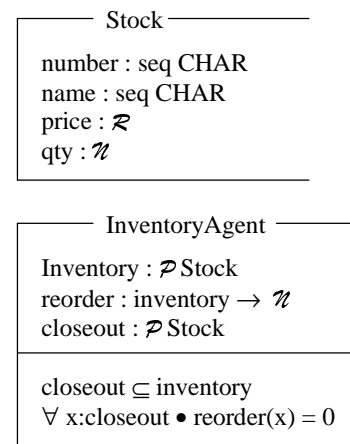 Stock
number : seq CHAR
name : seq CHAR
price : 𝓡
qty : 𝓝
InventoryAgent
Inventory : 𝓟 Stock
reorder : inventory → 𝓝
closeout : 𝓟 Stock
closeout ⊆ inventory
∀ x:closeout • reorder(x) = 0